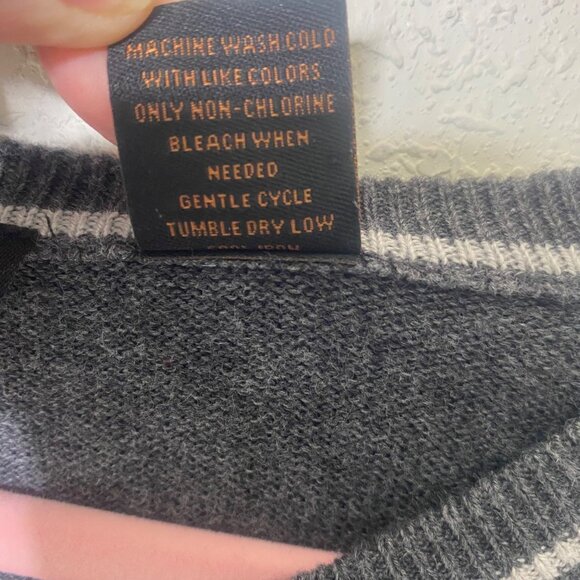 MACHINE WASH COLD
WITH LIKE COLORS
ONLY NON-CHLORINE
BLEACH WHEN
NEEDED
GENTLE CYCLE
TUMBLE DRY LOW